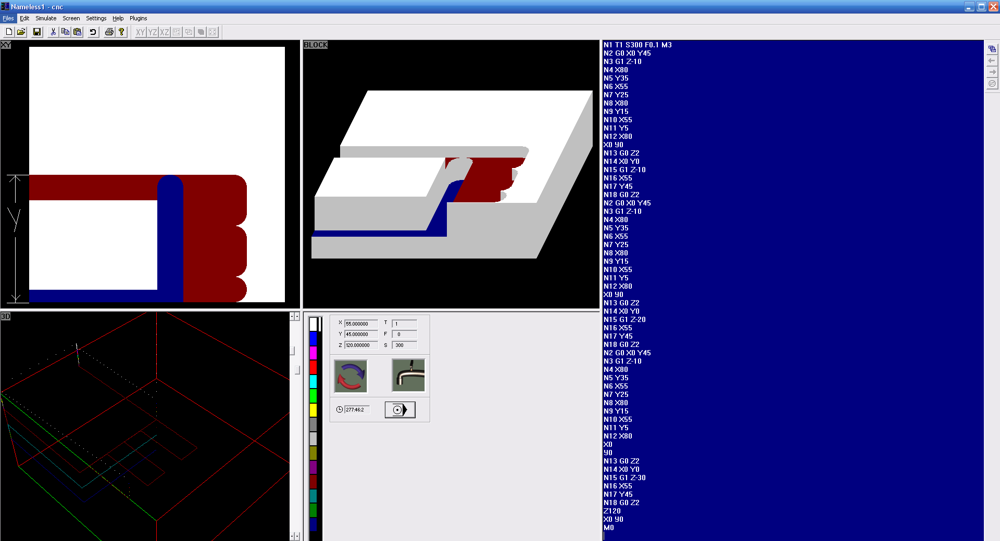 Nameless1 - cnc
Files Edit Simulate Screen Settings Help Plugins
XY YZ XZ
XY
Y
BLOCK
3D
X 55.000000 T 1
Y 45.000000 F 0
Z 120.000000 S 300
277:46:2
N1 T1 S300 F0.1 M3
N2 G0 X0 Y45
N3 G1 Z-10
N4 X80
N5 Y35
N6 X55
N7 Y25
N8 X80
N9 Y15
N10 X55
N11 Y5
N12 X80
X0 y0
N13 G0 Z2
N14 X0 Y0
N15 G1 Z-10
N16 X55
N17 Y45
N18 G0 Z2
N2 G0 X0 Y45
N3 G1 Z-10
N4 X80
N5 Y35
N6 X55
N7 Y25
N8 X80
N9 Y15
N10 X55
N11 Y5
N12 X80
X0 y0
N13 G0 Z2
N14 X0 Y0
N15 G1 Z-20
N16 X55
N17 Y45
N18 G0 Z2
N2 G0 X0 Y45
N3 G1 Z-10
N4 X80
N5 Y35
N6 X55
N7 Y25
N8 X80
N9 Y15
N10 X55
N11 Y5
N12 X80
X0
y0
N13 G0 Z2
N14 X0 Y0
N15 G1 Z-30
N16 X55
N17 Y45
N18 G0 Z2
Z120
X0 y0
M0